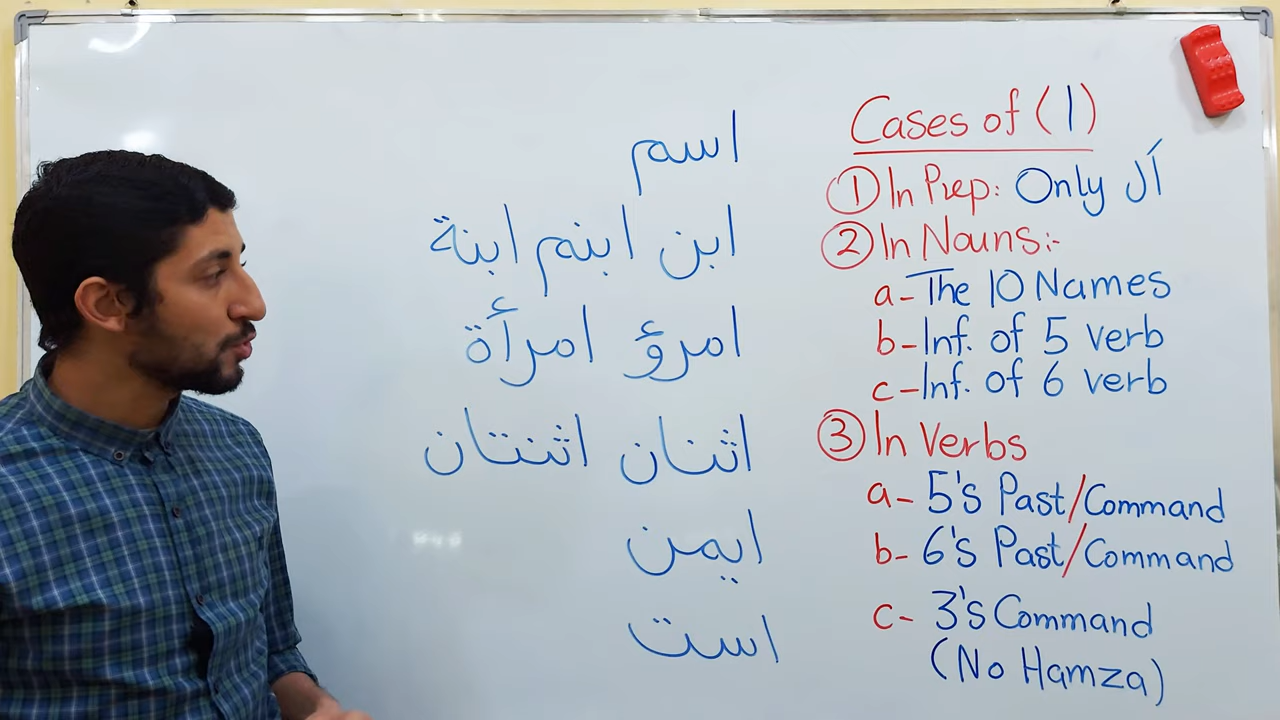 Cases of (ا)
① In Prep: Only اَل
② In Nouns:-
a- The 10 Names
b- Inf. of 5 verb
c- Inf. of 6 verb
③ In Verbs
a- 5's Past/Command
b- 6's Past/Command
c- 3's Command
(No Hamza)
اسم
ابن ابنم ابنة
امرؤ امرأة
اثنان اثنتان
ايمن
است